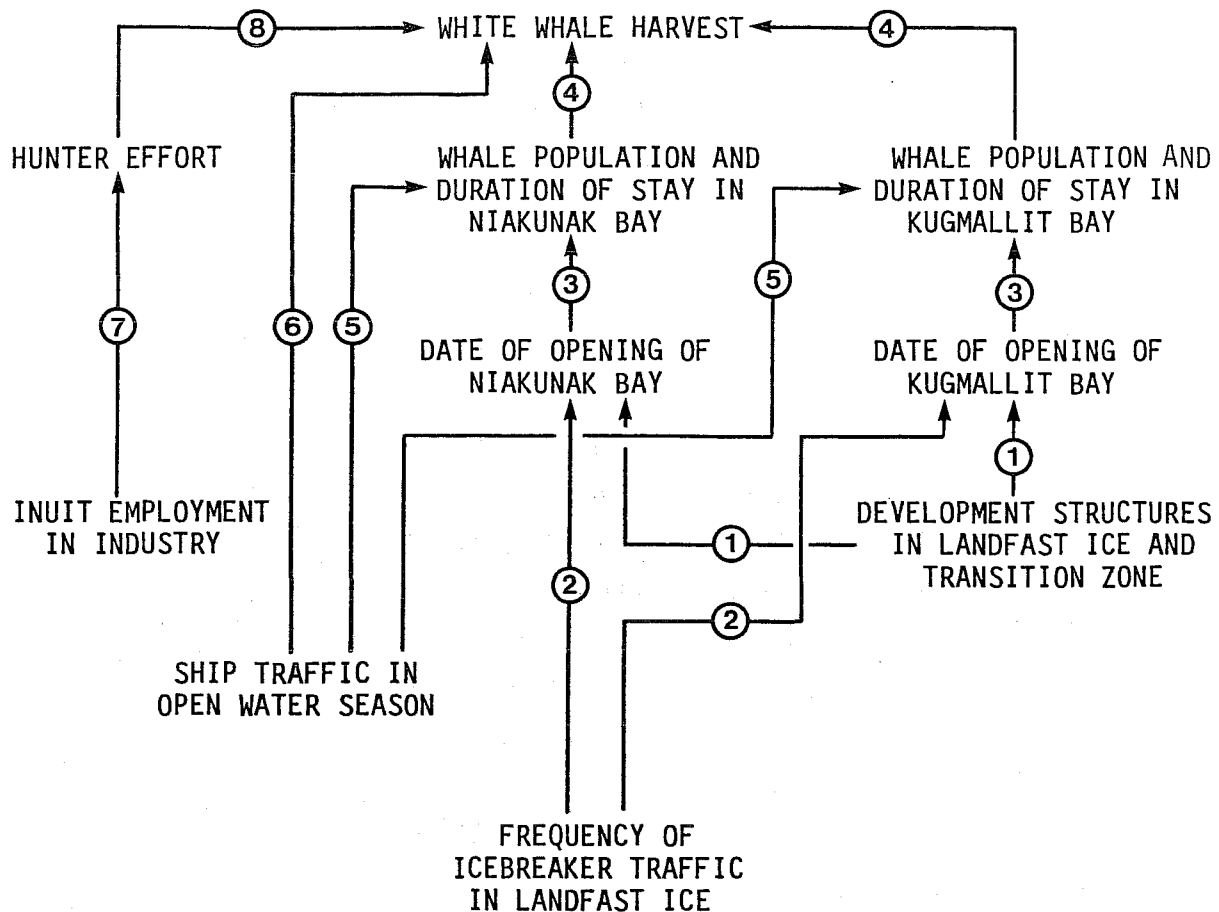 8
WHITE WHALE HARVEST
4
4
HUNTER EFFORT
WHALE POPULATION AND
DURATION OF STAY IN
NIAKUNAK BAY
WHALE POPULATION AND
DURATION OF STAY IN
KUGMALLIT BAY
3
5
3
7
6
5
DATE OF OPENING OF
NIAKUNAK BAY
DATE OF OPENING OF
KUGMALLIT BAY
1
INUIT EMPLOYMENT
IN INDUSTRY
DEVELOPMENT STRUCTURES
IN LANDFAST ICE AND
TRANSITION ZONE
1
2
2
SHIP TRAFFIC IN
OPEN WATER SEASON
FREQUENCY OF
ICEBREAKER TRAFFIC
IN LANDFAST ICE